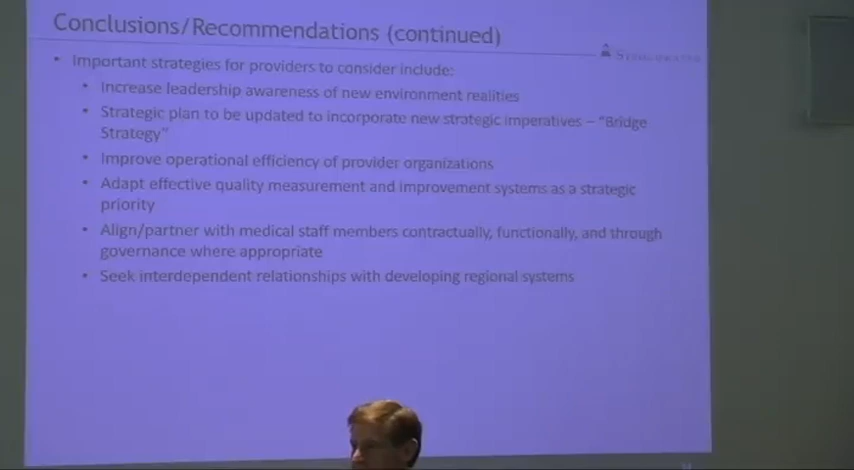 Conclusions/Recommendations (continued)
• Important strategies for providers to consider include:
• Increase leadership awareness of new environment realities
• Strategic plan to be updated to incorporate new strategic imperatives – "Bridge
Strategy"
• Improve operational efficiency of provider organizations
• Adapt effective quality measurement and improvement systems as a strategic
priority
• Align/partner with medical staff members contractually, functionally, and through
governance where appropriate
• Seek interdependent relationships with developing regional systems